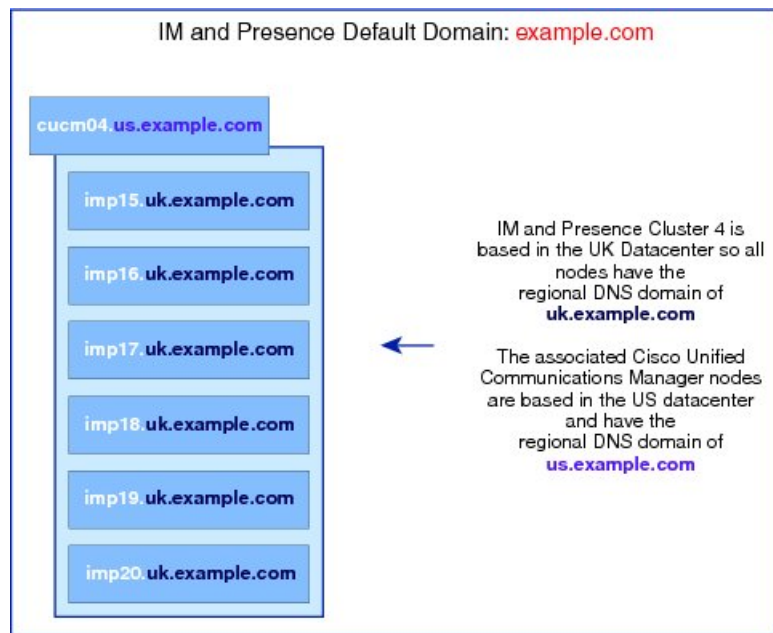 IM and Presence Default Domain: example.com
cucm04.us.example.com
imp15.uk.example.com
imp16.uk.example.com
imp17.uk.example.com
imp18.uk.example.com
imp19.uk.example.com
imp20.uk.example.com
IM and Presence Cluster 4 is
based in the UK Datacenter so all
nodes have the
regional DNS domain of
uk.example.com
The associated Cisco Unified
Communications Manager nodes
are based in the US datacenter
and have the
regional DNS domain of
us.example.com